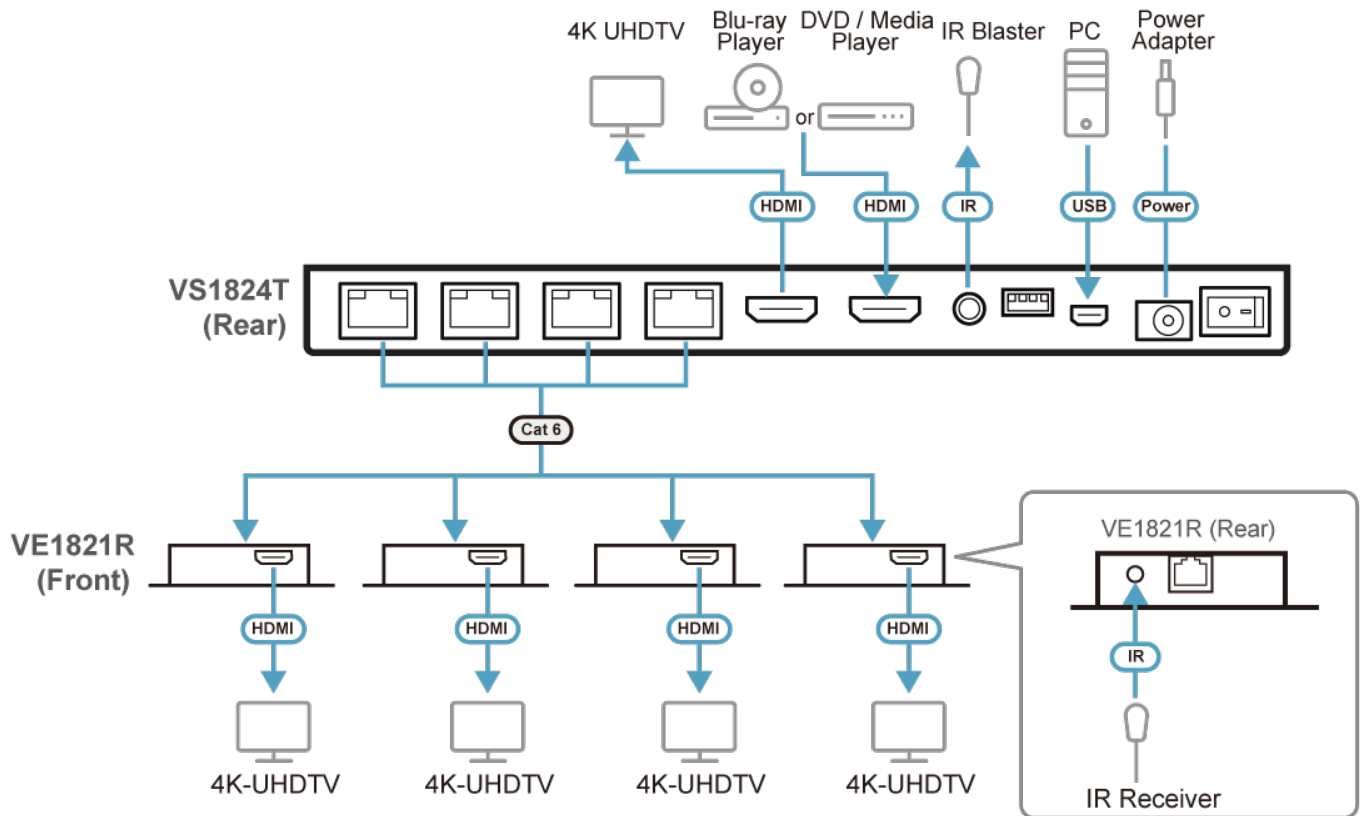 4K UHDTV
Blu-ray
Player
or
DVD / Media
Player
IR Blaster
PC
Power
Adapter
HDMI
HDMI
IR
USB
Power
VS1824T
(Rear)
Cat 6
VE1821R
(Front)
HDMI
HDMI
HDMI
HDMI
4K-UHDTV
4K-UHDTV
4K-UHDTV
4K-UHDTV
VE1821R (Rear)
IR
IR Receiver